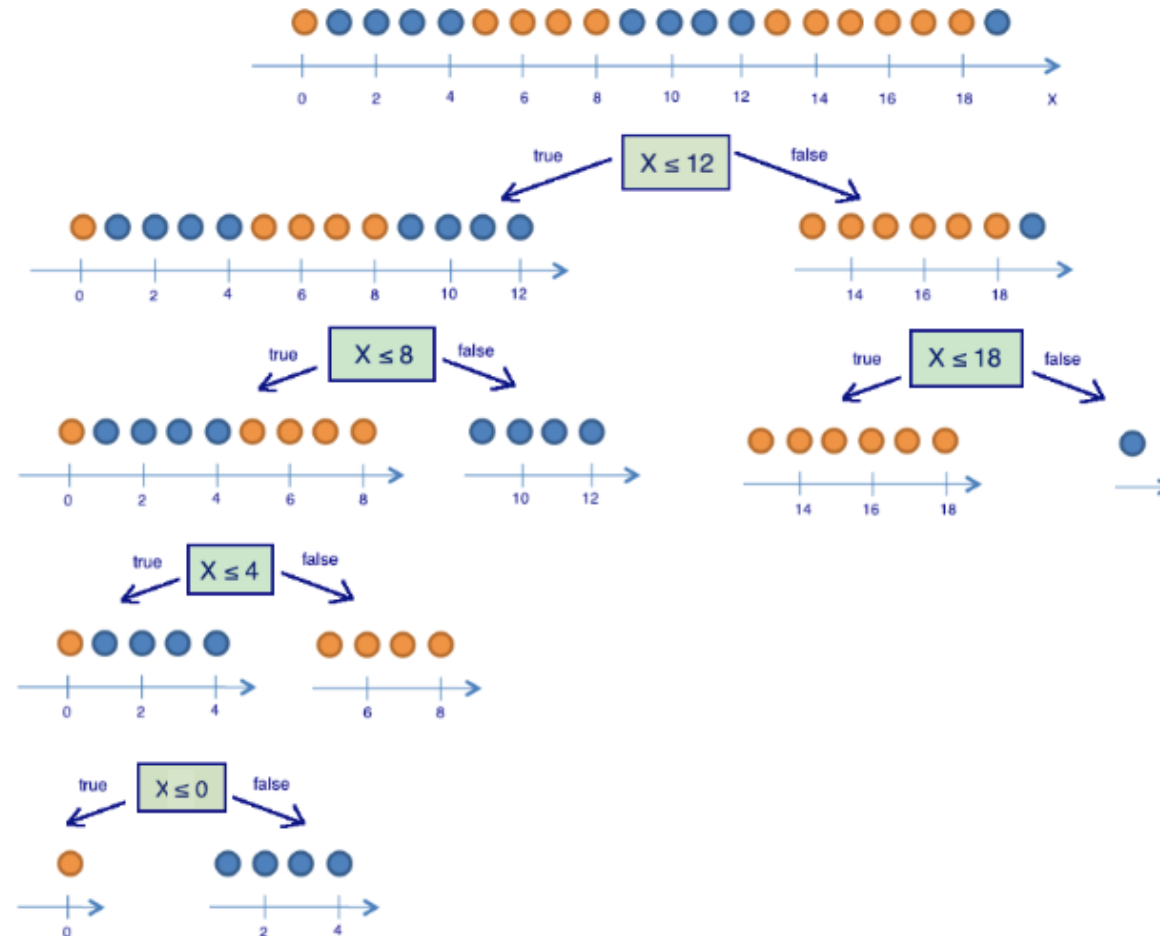 0 2 4 6 8 10 12 14 16 18 X
true X ≤ 12 false
0 2 4 6 8 10 12
14 16 18
true X ≤ 8 false
true X ≤ 18 false
0 2 4 6 8
10 12
14 16 18
true X ≤ 4 false
0 2 4
6 8
true X ≤ 0 false
0
2 4